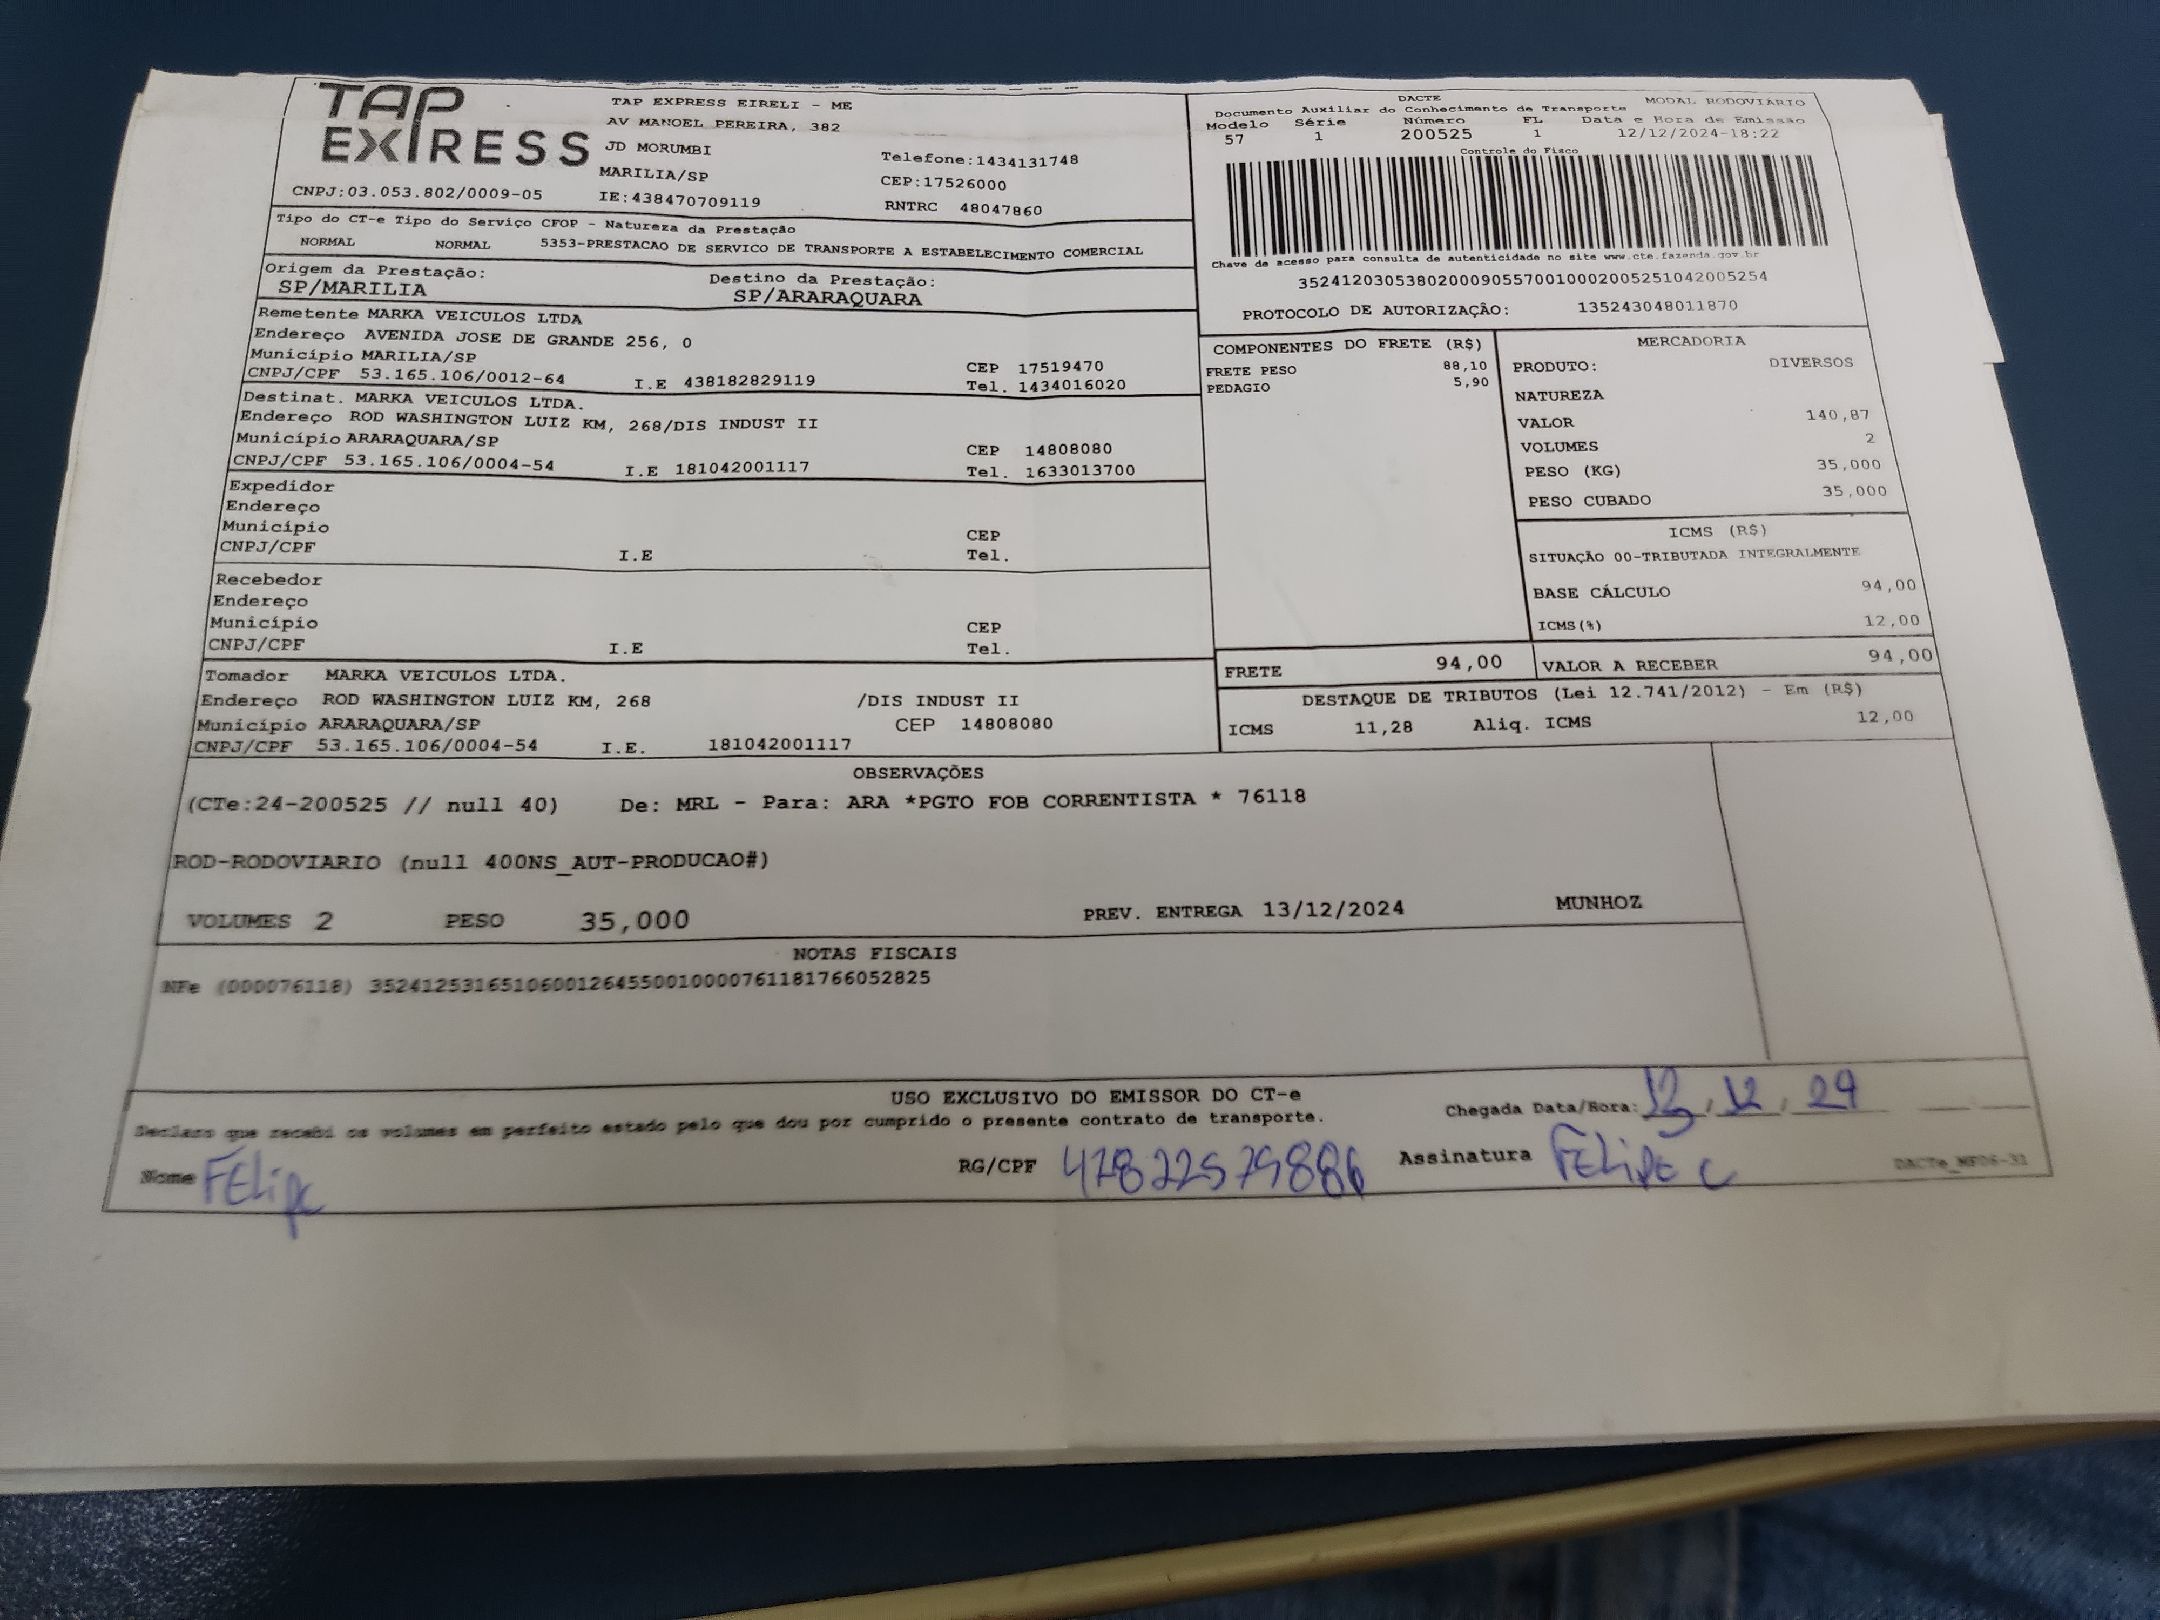 TAP
EXPRESS
TAP EXPRESS EIRELI - ME
AV MANOEL PEREIRA, 382
JD MORUMBI
Telefone:1434131748
MARILIA/SP
CEP:17526000
CNPJ:03.053.802/0009-05
IE:438470709119
RNTRC 48047860
DACTE
MODAL RODOVIÁRIO
Documento Auxiliar do Conhecimento de Transporte
Modelo Série Número FL Data e Hora de Emissão
57 1 200525 1 12/12/2024-18:22
Controle do Fisco
Chave de acesso para consulta de autenticidade no site www.cte.fazenda.gov.br
35241203053802000905570010002005251042005254
PROTOCOLO DE AUTORIZAÇÃO: 135243048011870
Tipo do CT-e Tipo do Serviço CFOP - Natureza da Prestação
NORMAL NORMAL 5353-PRESTACAO DE SERVICO DE TRANSPORTE A ESTABELECIMENTO COMERCIAL
Origem da Prestação: Destino da Prestação:
SP/MARILIA SP/ARARAQUARA
Remetente MARKA VEICULOS LTDA
Endereço AVENIDA JOSE DE GRANDE 256, 0
Município MARILIA/SP CEP 17519470
CNPJ/CPF 53.165.106/0012-64 I.E 438182829119 Tel. 1434016020
Destinat. MARKA VEICULOS LTDA.
Endereço ROD WASHINGTON LUIZ KM, 268/DIS INDUST II
Município ARARAQUARA/SP CEP 14808080
CNPJ/CPF 53.165.106/0004-54 I.E 181042001117 Tel. 1633013700
Expedidor
Endereço
Município CEP
CNPJ/CPF I.E Tel.
Recebedor
Endereço
Município CEP
CNPJ/CPF I.E Tel.
Tomador MARKA VEICULOS LTDA.
Endereço ROD WASHINGTON LUIZ KM, 268 /DIS INDUST II
Município ARARAQUARA/SP CEP 14808080
CNPJ/CPF 53.165.106/0004-54 I.E. 181042001117
COMPONENTES DO FRETE (R$)
FRETE PESO 88,10
PEDAGIO 5,90
MERCADORIA
PRODUTO: DIVERSOS
NATUREZA
VALOR 140,87
VOLUMES 2
PESO (KG) 35,000
PESO CUBADO 35,000
ICMS (R$)
SITUAÇÃO 00-TRIBUTADA INTEGRALMENTE
BASE CÁLCULO 94,00
ICMS(%) 12,00
FRETE 94,00 VALOR A RECEBER 94,00
DESTAQUE DE TRIBUTOS (Lei 12.741/2012) - Em (R$)
ICMS 11,28 Aliq. ICMS 12,00
OBSERVAÇÕES
(CTe:24-200525 // null 40) De: MRL - Para: ARA *PGTO FOB CORRENTISTA * 76118
ROD-RODOVIARIO (null 400NS_AUT-PRODUCAO#)
VOLUMES 2 PESO 35,000 PREV. ENTREGA 13/12/2024 MUNHOZ
NOTAS FISCAIS
NFe (000076118) 35241253165106001264550010000761181766052825
USO EXCLUSIVO DO EMISSOR DO CT-e
Declaro que recebi os volumes em perfeito estado pelo que dou por cumprido o presente contrato de transporte.
Chegada Data/Hora: 12 24
Nome FELipe RG/CPF Assinatura FELIPE C